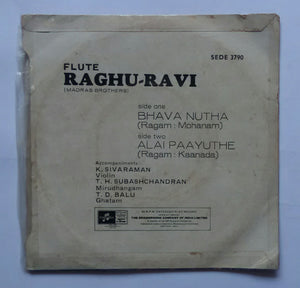 SEDE 3790
FLUTE
RAGHU-RAVI
(MADRAS BROTHERS)
side one
BHAVA NUTHA
(Ragam : Mohanam)
side two
ALAI PAAYUTHE
(Ragam : Kaanada)
Accompaniments
K. SIVARAMAN
Violin
T. H. SUBASHCHANDRAN
Mirudhangam
T. D. BALU
Ghatam
THE GRAMOPHONE COMPANY OF INDIA LIMITED